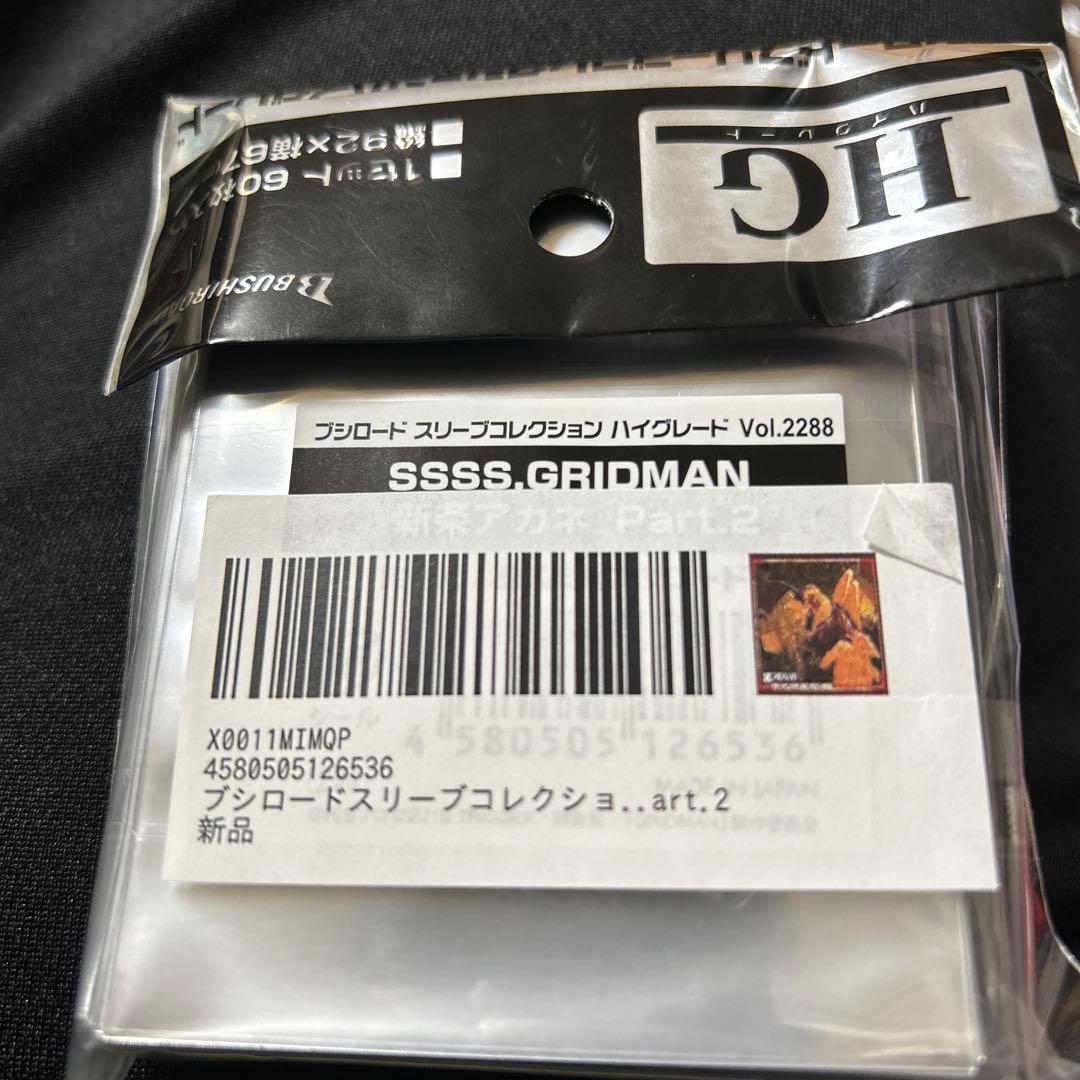 HG
ハイグレード
1セット 60枚入り
縦92×横67
BUSHIROAD
ブシロード スリーブコレクション ハイグレード Vol.2288
SSSS.GRIDMAN
新条アカネ Part.2
4 580505 126536
MADE IN JAPAN
X0011MIMQP
4580505126536
ブシロードスリーブコレクショ..art.2
新品